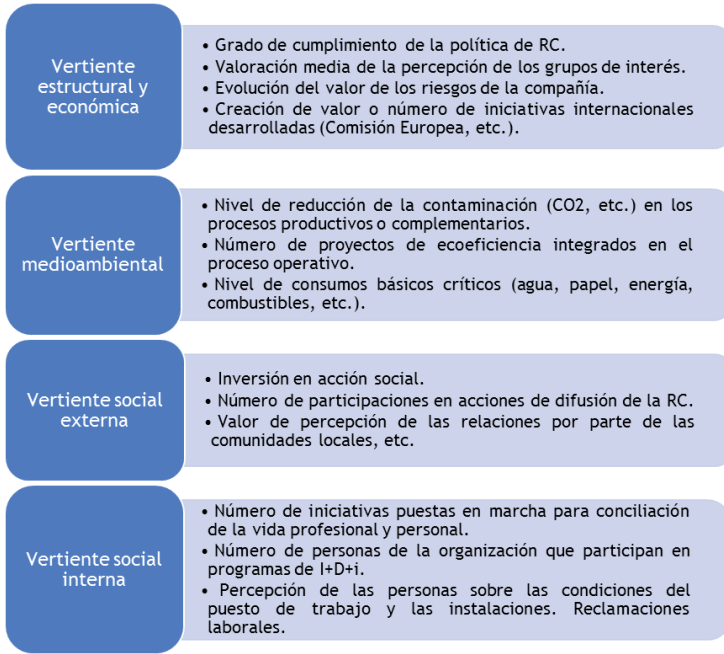 Vertiente
estructural y
económica
• Grado de cumplimiento de la política de RC.
• Valoración media de la percepción de los grupos de interés.
• Evolución del valor de los riesgos de la compañía.
• Creación de valor o número de iniciativas internacionales
desarrolladas (Comisión Europea, etc.).
Vertiente
medioambiental
• Nivel de reducción de la contaminación (CO2, etc.) en los
procesos productivos o complementarios.
• Número de proyectos de ecoeficiencia integrados en el
proceso operativo.
• Nivel de consumos básicos críticos (agua, papel, energía,
combustibles, etc.).
Vertiente social
externa
• Inversión en acción social.
• Número de participaciones en acciones de difusión de la RC.
• Valor de percepción de las relaciones por parte de las
comunidades locales, etc.
Vertiente social
interna
• Número de iniciativas puestas en marcha para conciliación
de la vida profesional y personal.
• Número de personas de la organización que participan en
programas de I+D+i.
• Percepción de las personas sobre las condiciones del
puesto de trabajo y las instalaciones. Reclamaciones
laborales.